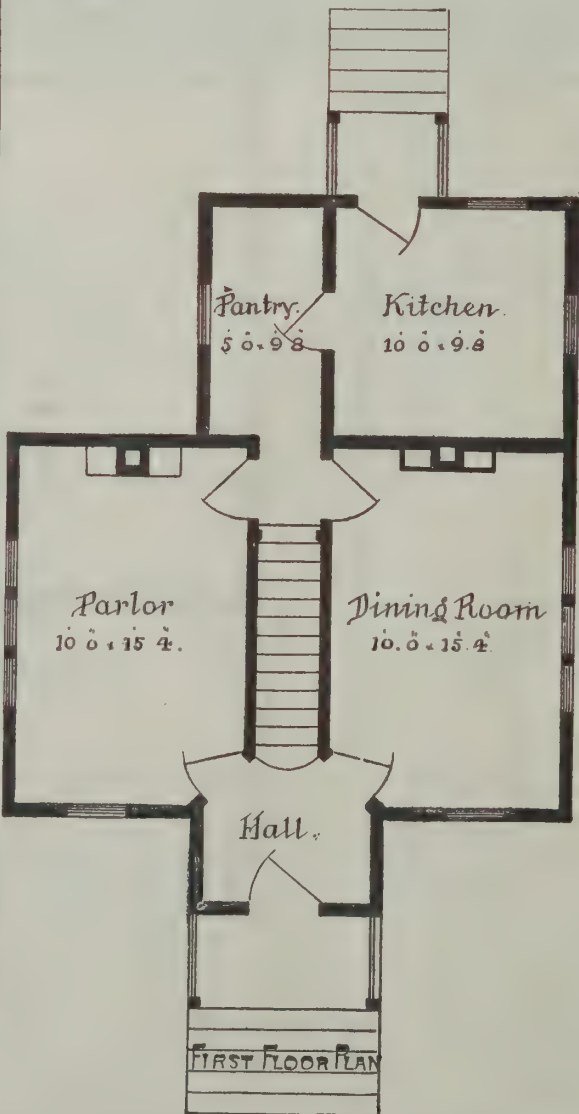 Pantry.
5 0 × 9 8
Kitchen.
10 0 × 9.8
Parlor
10 0 × 15 4.
Dining Room
10. 0 × 15. 4
Hall.
FIRST FLOOR PLAN